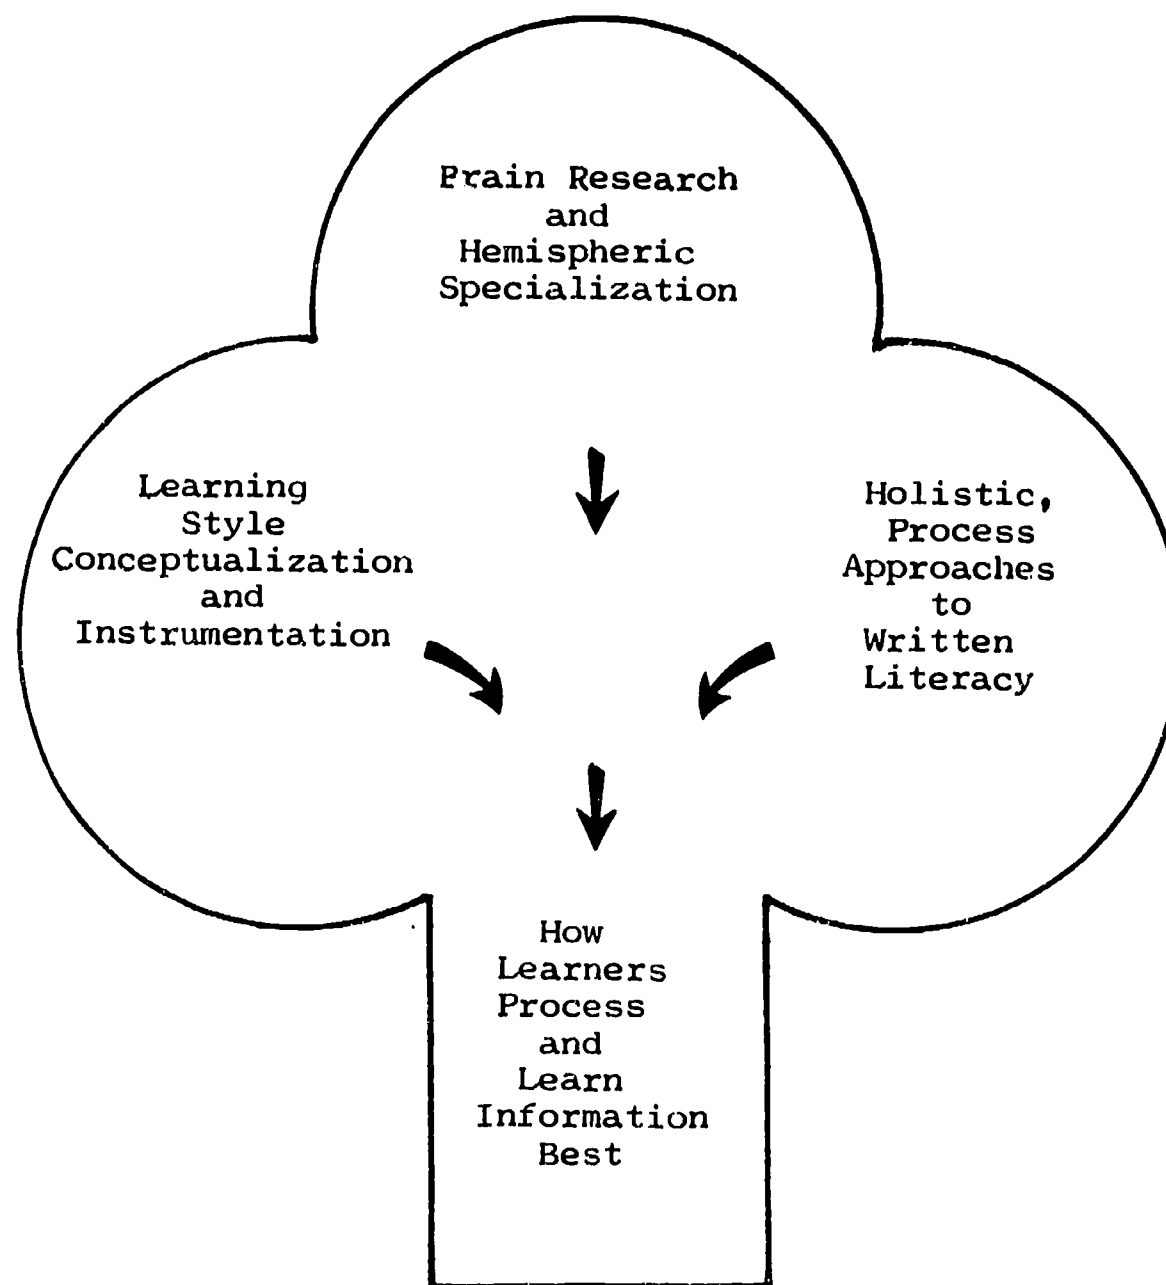 Brain Research
and
Hemispheric
Specialization
Learning
Style
Conceptualization
and
Instrumentation
Holistic,
Process
Approaches
to
Written
Literacy
How
Learners
Process
and
Learn
Information
Best